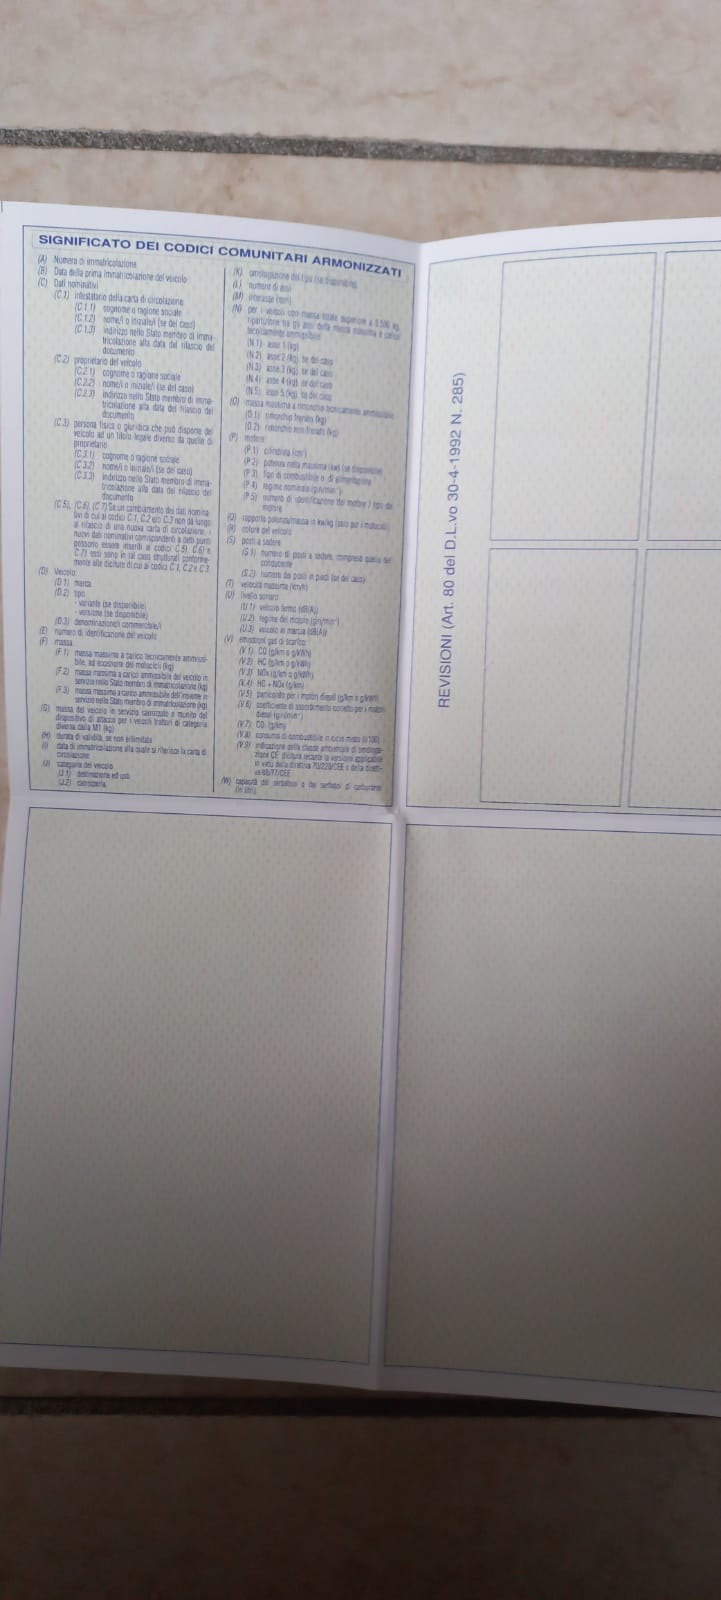 SIGNIFICATO DEI CODICI COMUNITARI ARMONIZZATI
(A) Numero di immatricolazione
(B) Data della prima immatricolazione del veicolo
(C) Dati nominativi
(C.1) intestatario della carta di circolazione
(C.1.1) cognome o ragione sociale
(C.1.2) nome/i o iniziale/i (se del caso)
(C.1.3) indirizzo nello Stato membro di imma-
tricolazione alla data del rilascio del
documento
(C.2) proprietario del veicolo
(C.2.1) cognome o ragione sociale
(C.2.2) nome/i o iniziale/i (se del caso)
(C.2.3) indirizzo nello Stato membro di imma-
tricolazione alla data del rilascio del
documento
(C.3) persona fisica o giuridica che può disporre del
veicolo ad un titolo legale diverso da quello di
proprietario
(C.3.1) cognome o ragione sociale
(C.3.2) nome/i o iniziale/i (se del caso)
(C.3.3) indirizzo nello Stato membro di imma-
tricolazione alla data del rilascio del
documento
(C.5), (C.6), (C.7) Se un cambiamento dei dati nomina-
tivi di cui ai codici C.1, C.2 e/o C.3 non dà luogo
al rilascio di una nuova carta di circolazione, i
nuovi dati nominativi corrispondenti a detti punti
possono essere inseriti ai codici C.5), C.6) e
C.7); essi sono in tal caso strutturati conforme-
mente alle diciture di cui ai codici C.1, C.2 e C.3
(D) Veicolo:
(D.1) marca
(D.2) tipo
- variante (se disponibile)
- versione (se disponibile)
(D.3) denominazione/i commerciale/i
(E) numero di identificazione del veicolo
(F) massa
(F.1) massa massima a carico tecnicamente ammissi-
bile, ad eccezione dei motocicli (kg)
(F.2) massa massima a carico ammissibile del veicolo in
servizio nello Stato membro di immatricolazione (kg)
(F.3) massa massima a carico ammissibile dell'insieme in
servizio nello Stato membro di immatricolazione (kg)
(G) massa del veicolo in servizio carrozzato e munito del
dispositivo di attacco per i veicoli trattori di categoria
diversa dalla M1 (kg)
(H) durata di validità, se non è illimitata
(I) data di immatricolazione alla quale si riferisce la carta di
circolazione
(J) categoria del veicolo
(J.1) destinazione ed uso
(J.2) carrozzeria
(K) omologazione del tipo (se disponibile)
(L) numero di assi
(M) interasse (mm)
(N) per i veicoli con massa totale superiore a 3.500 kg,
ripartizione tra gli assi della massa massima a carico
tecnicamente ammissibile
(N.1) asse 1 (kg)
(N.2) asse 2 (kg), se del caso
(N.3) asse 3 (kg), se del caso
(N.4) asse 4 (kg), se del caso
(N.5) asse 5 (kg), se del caso
(O) massa massima a rimorchio tecnicamente ammissibile
(O.1) rimorchio frenato (kg)
(O.2) rimorchio non frenato (kg)
(P) motore
(P.1) cilindrata (cm³)
(P.2) potenza netta massima (kW) (se disponibile)
(P.3) tipo di combustibile o di alimentazione
(P.4) regime nominale (giri/min⁻¹)
(P.5) numero di identificazione del motore / tipo del
motore
(Q) rapporto potenza/massa in kW/kg (solo per i motocicli)
(R) colore del veicolo
(S) posti a sedere
(S.1) numero di posti a sedere, compreso quello del
conducente
(S.2) numero dei posti in piedi (se del caso)
(T) velocità massima (km/h)
(U) livello sonoro
(U.1) veicolo fermo (dB(A))
(U.2) regime del motore (giri/min⁻¹)
(U.3) veicolo in marcia (dB(A))
(V) emissioni gas di scarico
(V.1) CO (g/km o g/kWh)
(V.2) HC (g/km o g/kWh)
(V.3) NOx (g/km o g/kWh)
(V.4) HC + NOx (g/km)
(V.5) particolato per i motori diesel (g/km o g/kWh)
(V.6) coefficiente di assorbimento corretto per i motori
diesel (giri/min⁻¹)
(V.7) CO₂ (g/km)
(V.8) consumo di combustibile in ciclo misto (l/100)
(V.9) indicazione della classe ambientale di omologa-
zione CE; dicitura recante la versione applicabile
in virtù della direttiva 70/220/CEE o della diretti-
va 88/77/CEE
(W) capacità del serbatoio o dei serbatoi di carburante
(in litri)
REVISIONI (Art. 80 del D.L.vo 30-4-1992 N. 285)